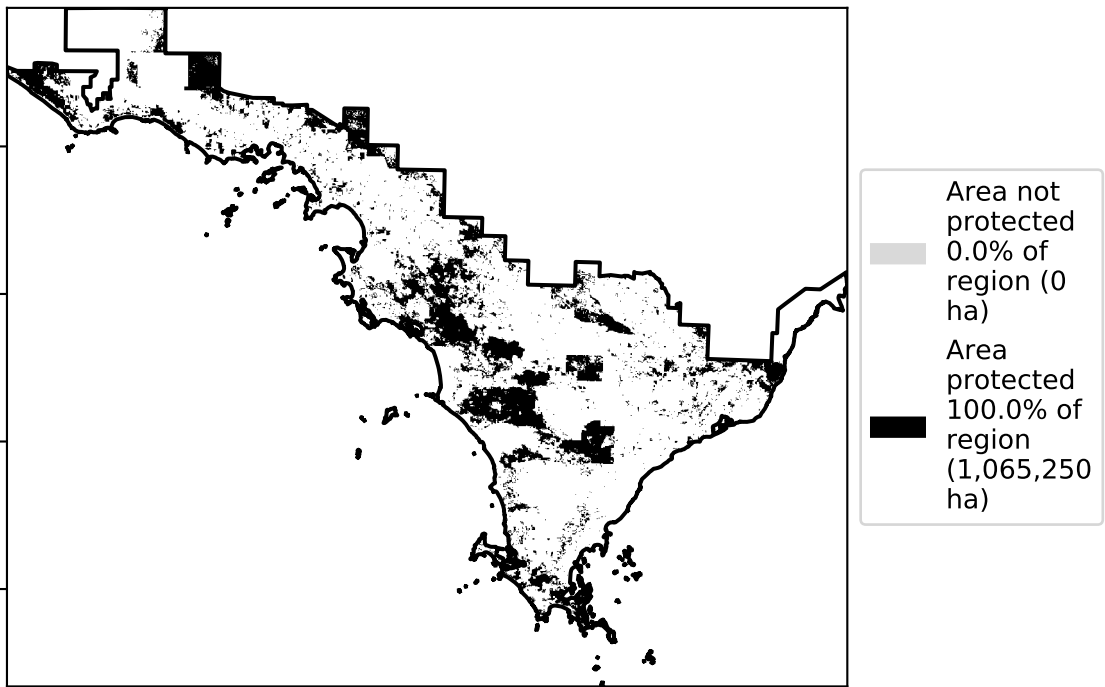 Area not
protected
0.0% of
region (0
ha)
Area
protected
100.0% of
region
(1,065,250
ha)